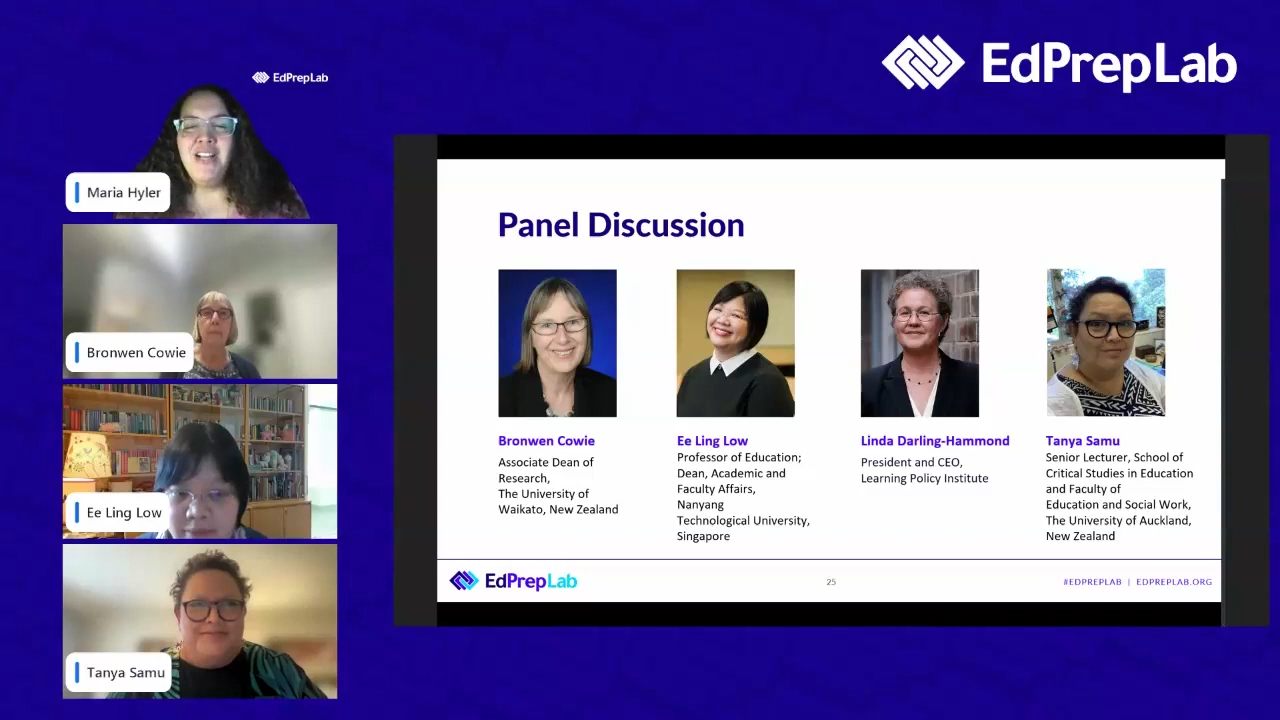 EdPrepLab
EdPrepLab
Maria Hyler
Bronwen Cowie
Ee Ling Low
Tanya Samu
Panel Discussion
Bronwen Cowie
Associate Dean of
Research,
The University of
Waikato, New Zealand
Ee Ling Low
Professor of Education;
Dean, Academic and
Faculty Affairs,
Nanyang
Technological University,
Singapore
Linda Darling-Hammond
President and CEO,
Learning Policy Institute
Tanya Samu
Senior Lecturer, School of
Critical Studies in Education
and Faculty of
Education and Social Work,
The University of Auckland,
New Zealand
EdPrepLab
25
#EDPREPLAB | EDPREPLAB.ORG